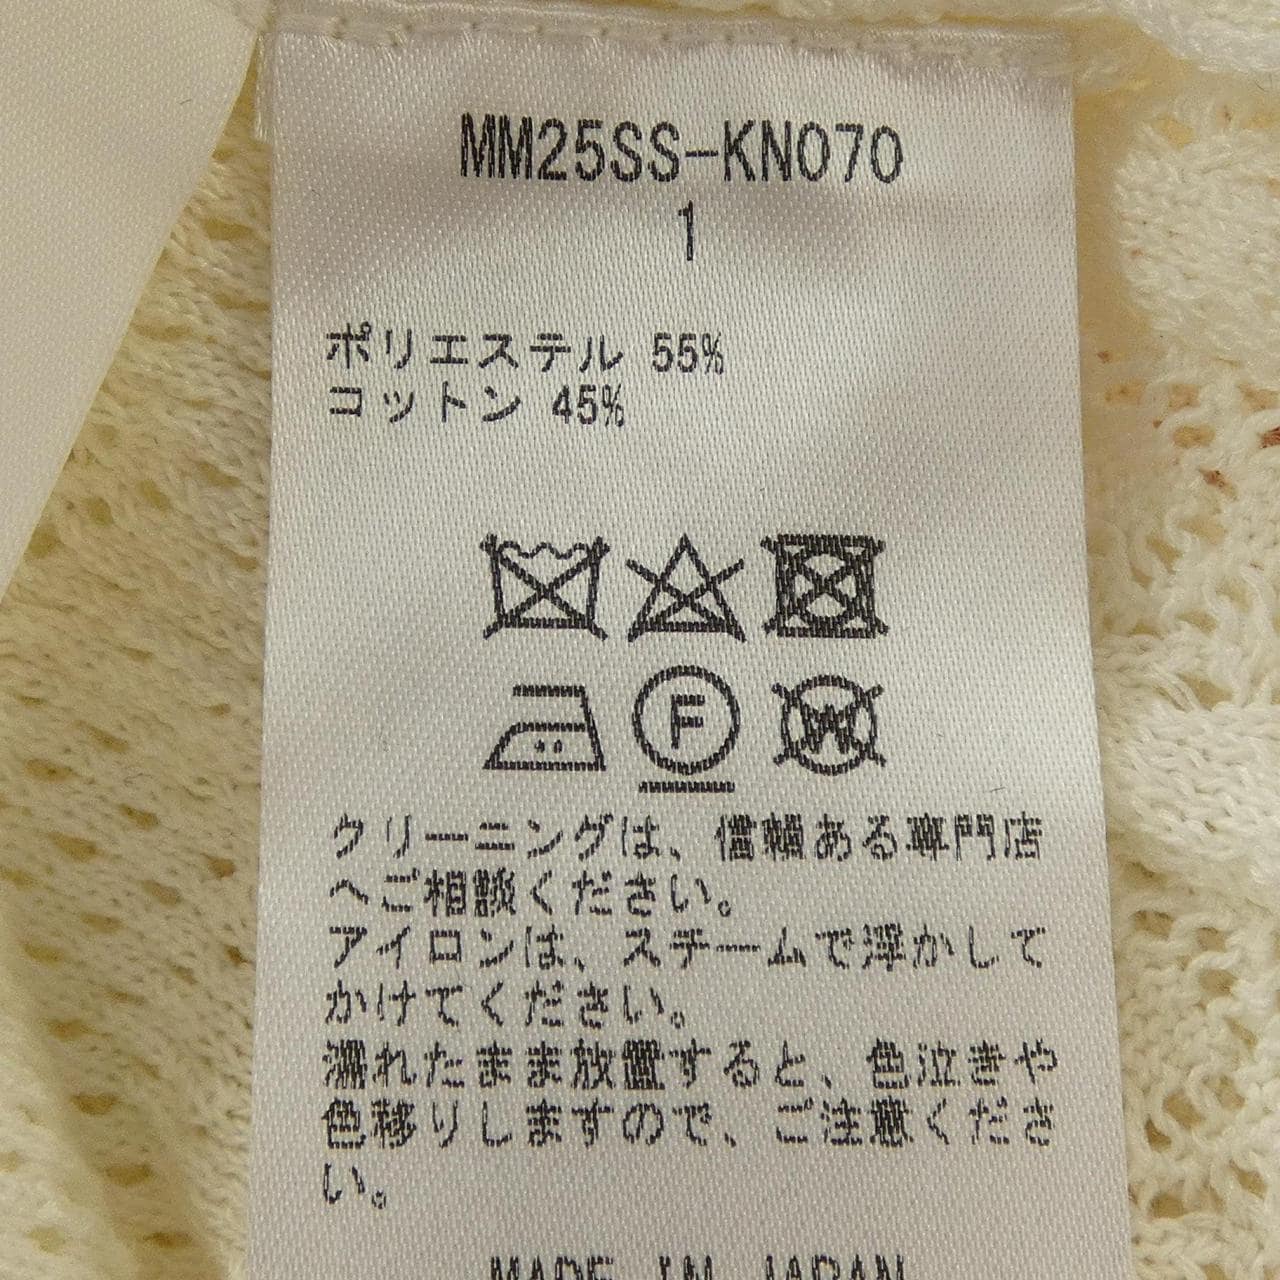 MM25SS-KN070
1
ポリエステル 55%
コットン 45%
F
W
クリーニングは、信頼ある専門店
へご相談ください。
アイロンは、スチームで浮かして
かけてください。
濡れたまま放置すると、色泣きや
色移りしますので、ご注意くださ
い。
MADE IN JAPAN